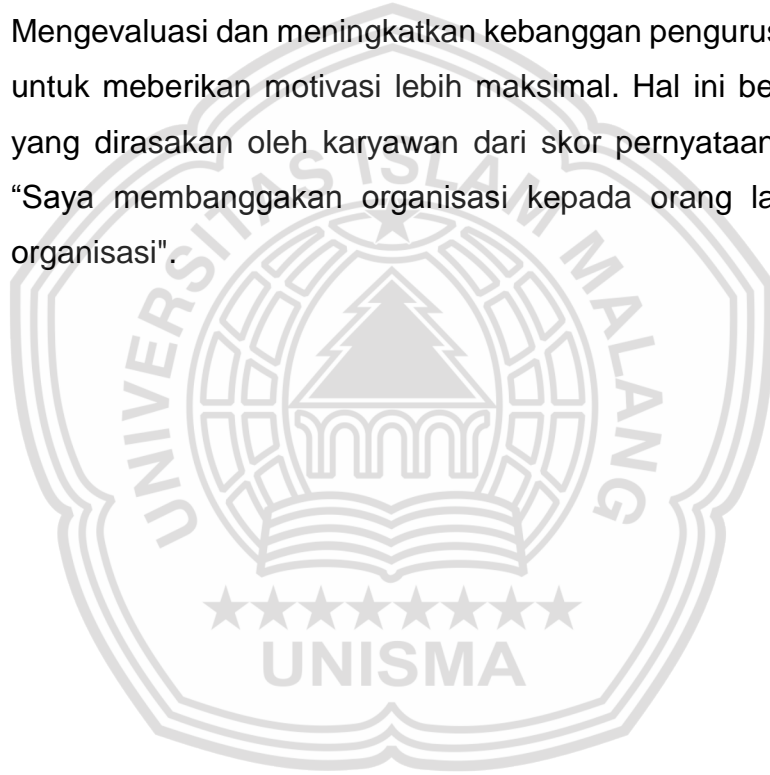 Mengevaluasi dan meningkatkan kebanggan pengurus
untuk meberikan motivasi lebih maksimal. Hal ini be
yang dirasakan oleh karyawan dari skor pernyataan
“Saya membanggakan organisasi kepada orang la
organisasi".
UNIVERSITAS ISLAM MALANG
UNISMA